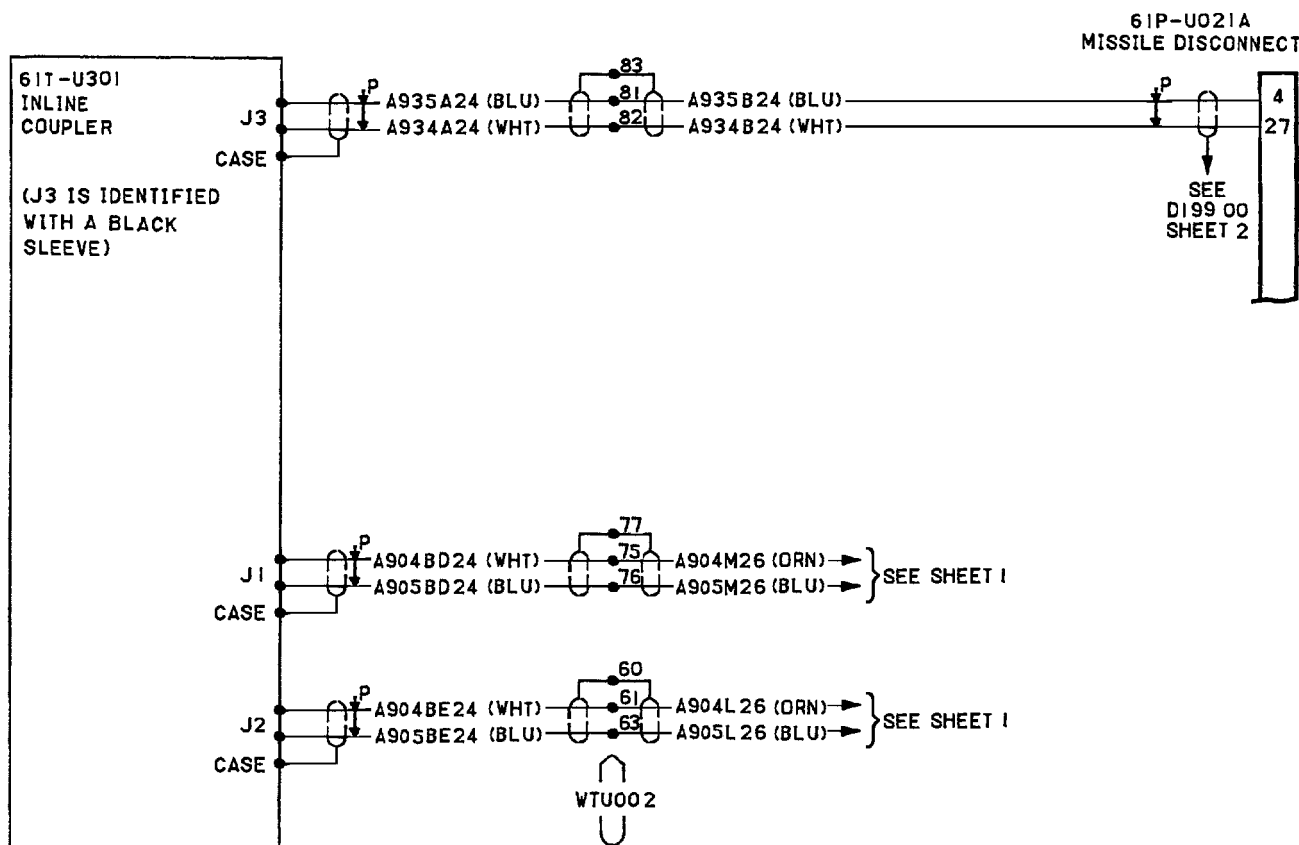 61P-U021A
MISSILE DISCONNECT
61T-U301
INLINE
COUPLER
J3
CASE
(J3 IS IDENTIFIED
WITH A BLACK
SLEEVE)
P
A935A24 (BLU)
A934A24 (WHT)
83
81
82
A935B24 (BLU)
A934B24 (WHT)
P
4
27
SEE
D199 00
SHEET 2
J1
CASE
P
A904BD24 (WHT)
A905BD24 (BLU)
77
75
76
A904M26 (ORN)
A905M26 (BLU)
SEE SHEET 1
J2
CASE
P
A904BE24 (WHT)
A905BE24 (BLU)
60
61
63
A904L26 (ORN)
A905L26 (BLU)
SEE SHEET 1
WTU002